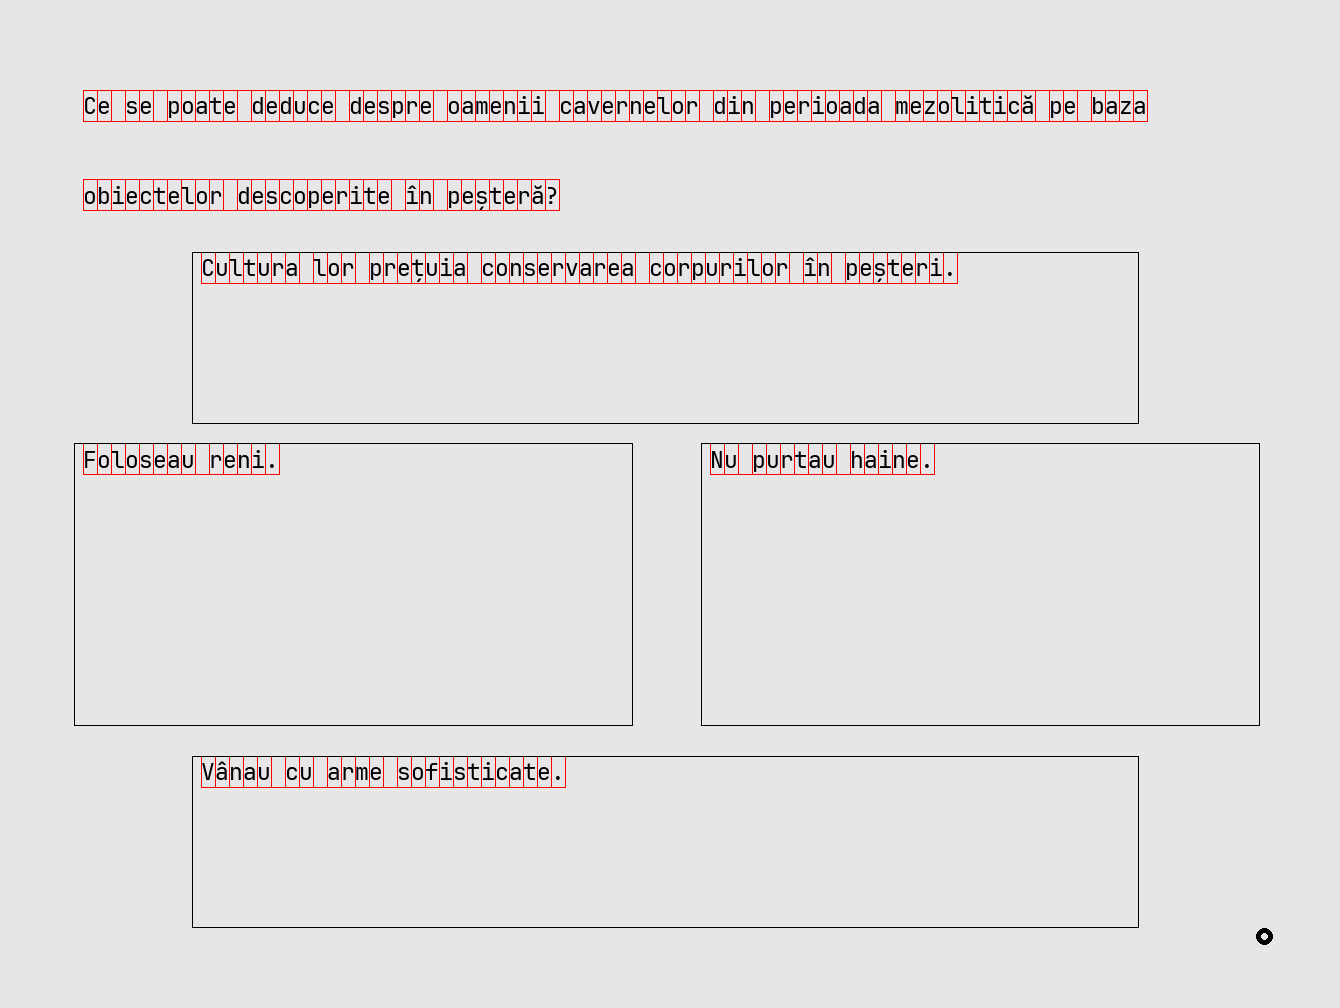 Ce se poate deduce despre oamenii cavernelor din perioada mezolitică pe baza
obiectelor descoperite în peșteră?
Cultura lor prețuia conservarea corpurilor în peșteri.
Foloseau reni.
Nu purtau haine.
Vânau cu arme sofisticate.